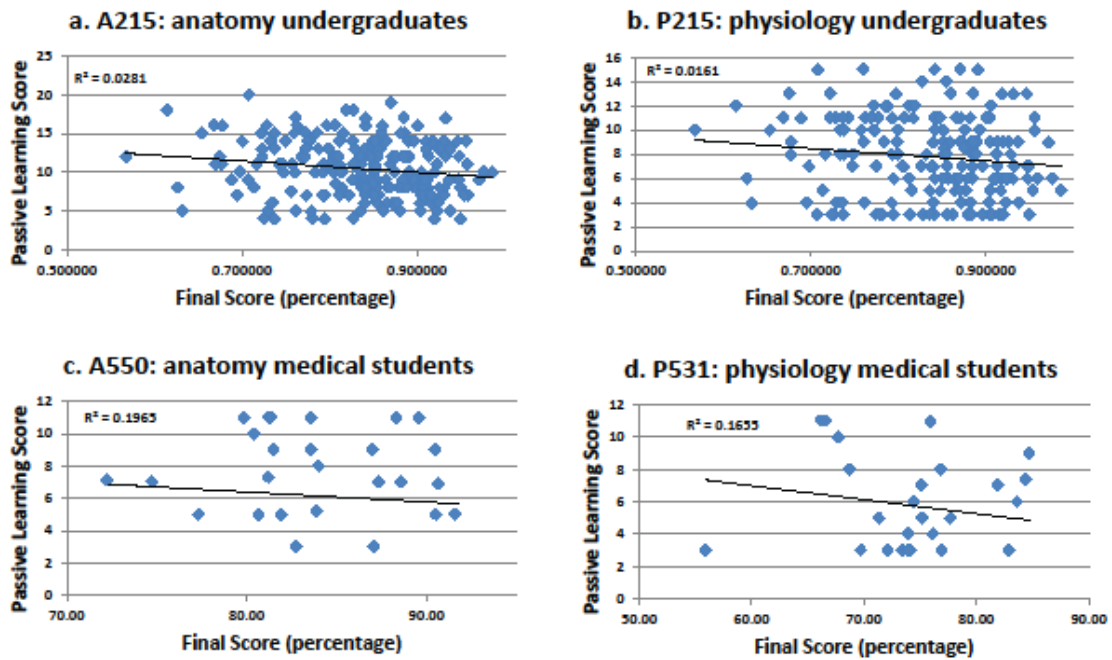 a. A215: anatomy undergraduates
Passive Learning Score
25
20
15
10
5
0
R² = 0.0281
0.500000 0.700000 0.900000
Final Score (percentage)
b. P215: physiology undergraduates
Passive Learning Score
16
14
12
10
8
6
4
2
0
R² = 0.0161
0.500000 0.700000 0.900000
Final Score (percentage)
c. A550: anatomy medical students
Passive Learning Score
12
10
8
6
4
2
0
R² = 0.1965
70.00 80.00 90.00
Final Score (percentage)
d. P531: physiology medical students
Passive Learning Score
12
10
8
6
4
2
0
R² = 0.1655
50.00 60.00 70.00 80.00 90.00
Final Score (percentage)